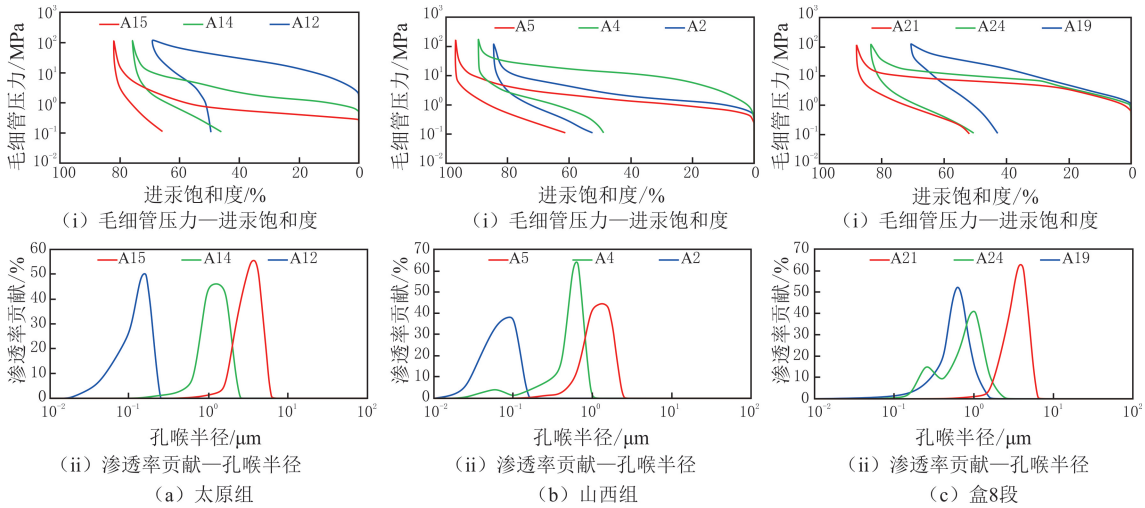 A15 A14 A12
毛细管压力/MPa
10³
10²
10¹
10⁰
10⁻¹
10⁻²
100 80 60 40 20 0
进汞饱和度/%
(i) 毛细管压力—进汞饱和度
A5 A4 A2
毛细管压力/MPa
10³
10²
10¹
10⁰
10⁻¹
10⁻²
100 80 60 40 20 0
进汞饱和度/%
(i) 毛细管压力—进汞饱和度
A21 A24 A19
毛细管压力/MPa
10³
10²
10¹
10⁰
10⁻¹
10⁻²
100 80 60 40 20 0
进汞饱和度/%
(i) 毛细管压力—进汞饱和度
A15 A14 A12
渗透率贡献/%
60
50
40
30
20
10
0
10⁻² 10⁻¹ 10⁰ 10¹ 10²
孔喉半径/μm
(ii) 渗透率贡献—孔喉半径
(a) 太原组
A5 A4 A2
渗透率贡献/%
70
60
50
40
30
20
10
0
10⁻² 10⁻¹ 10⁰ 10¹ 10²
孔喉半径/μm
(ii) 渗透率贡献—孔喉半径
(b) 山西组
A21 A24 A19
渗透率贡献/%
70
60
50
40
30
20
10
0
10⁻² 10⁻¹ 10⁰ 10¹ 10²
孔喉半径/μm
(ii) 渗透率贡献—孔喉半径
(c) 盒8段